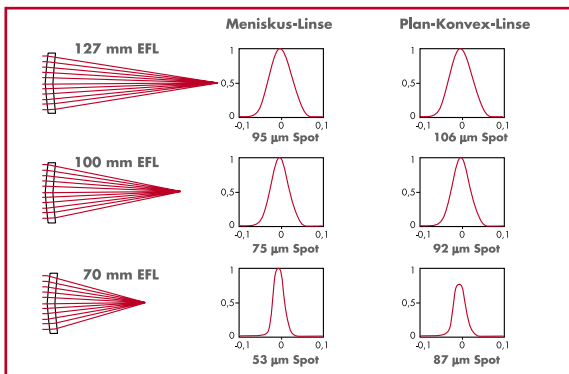 Meniskus-Linse Plan-Konvex-Linse
127 mm EFL
1 1
0,5 0,5
0 0
-0,1 0 0,1 -0,1 0 0,1
95 µm Spot 106 µm Spot
100 mm EFL
1 1
0,5 0,5
0 0
-0,1 0 0,1 -0,1 0 0,1
75 µm Spot 92 µm Spot
70 mm EFL
1 1
0,5 0,5
0 0
-0,1 0 0,1 -0,1 0 0,1
53 µm Spot 87 µm Spot